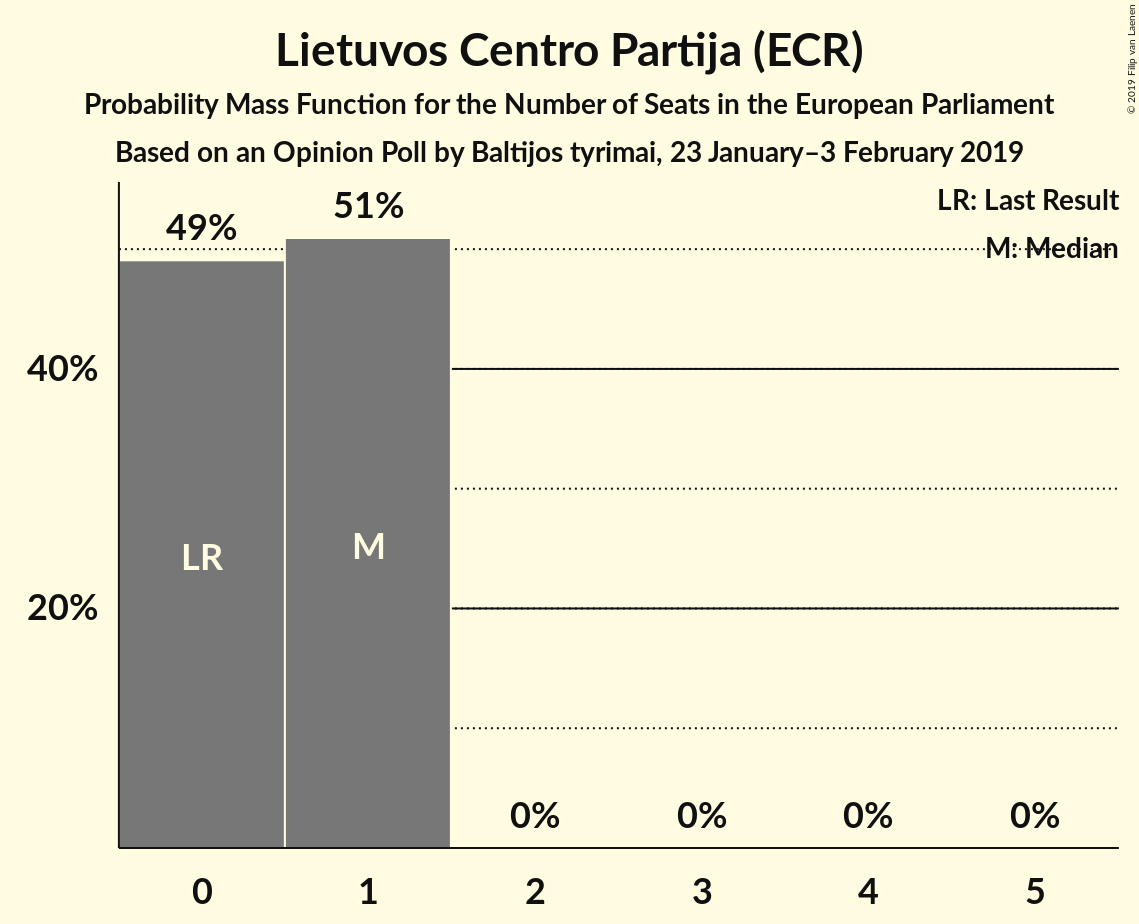 Lietuvos Centro Partija (ECR)
Probability Mass Function for the Number of Seats in the European Parliament
Based on an Opinion Poll by Baltijos tyrimai, 23 January–3 February 2019
© 2019 Filip van Laenen
LR: Last Result
M: Median
49%
51%
40%
20%
LR
M
0%
0%
0%
0%
0
1
2
3
4
5